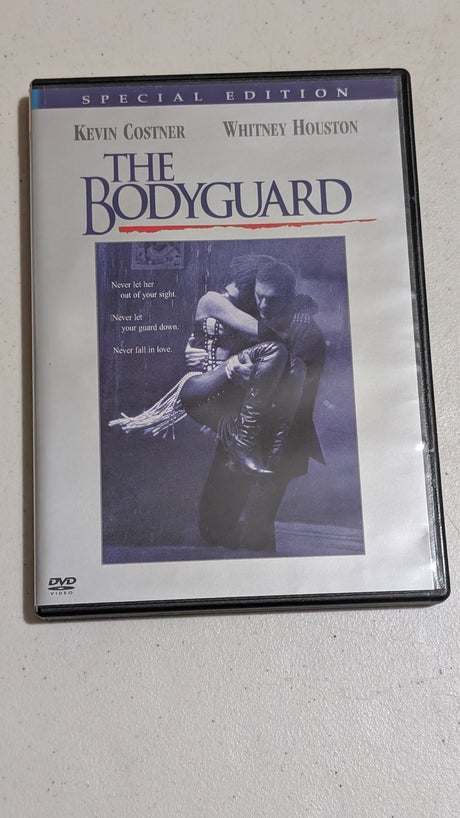 SPECIAL EDITION
KEVIN COSTNER WHITNEY HOUSTON
THE
BODYGUARD
Never let her
out of your sight.
Never let
your guard down.
Never fall in love.
DVD
VIDEO